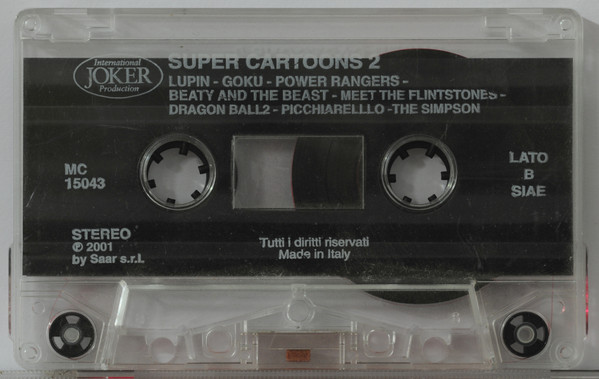 International
JOKER
Production
SUPER CARTOONS 2
LUPIN - GOKU - POWER RANGERS -
BEATY AND THE BEAST - MEET THE FLINTSTONES -
DRAGON BALL2 - PICCHIARELLLO -THE SIMPSON
MC
15043
LATO
B
SIAE
STEREO
℗ 2001
by Saar s.r.l.
Tutti i diritti riservati
Made in Italy